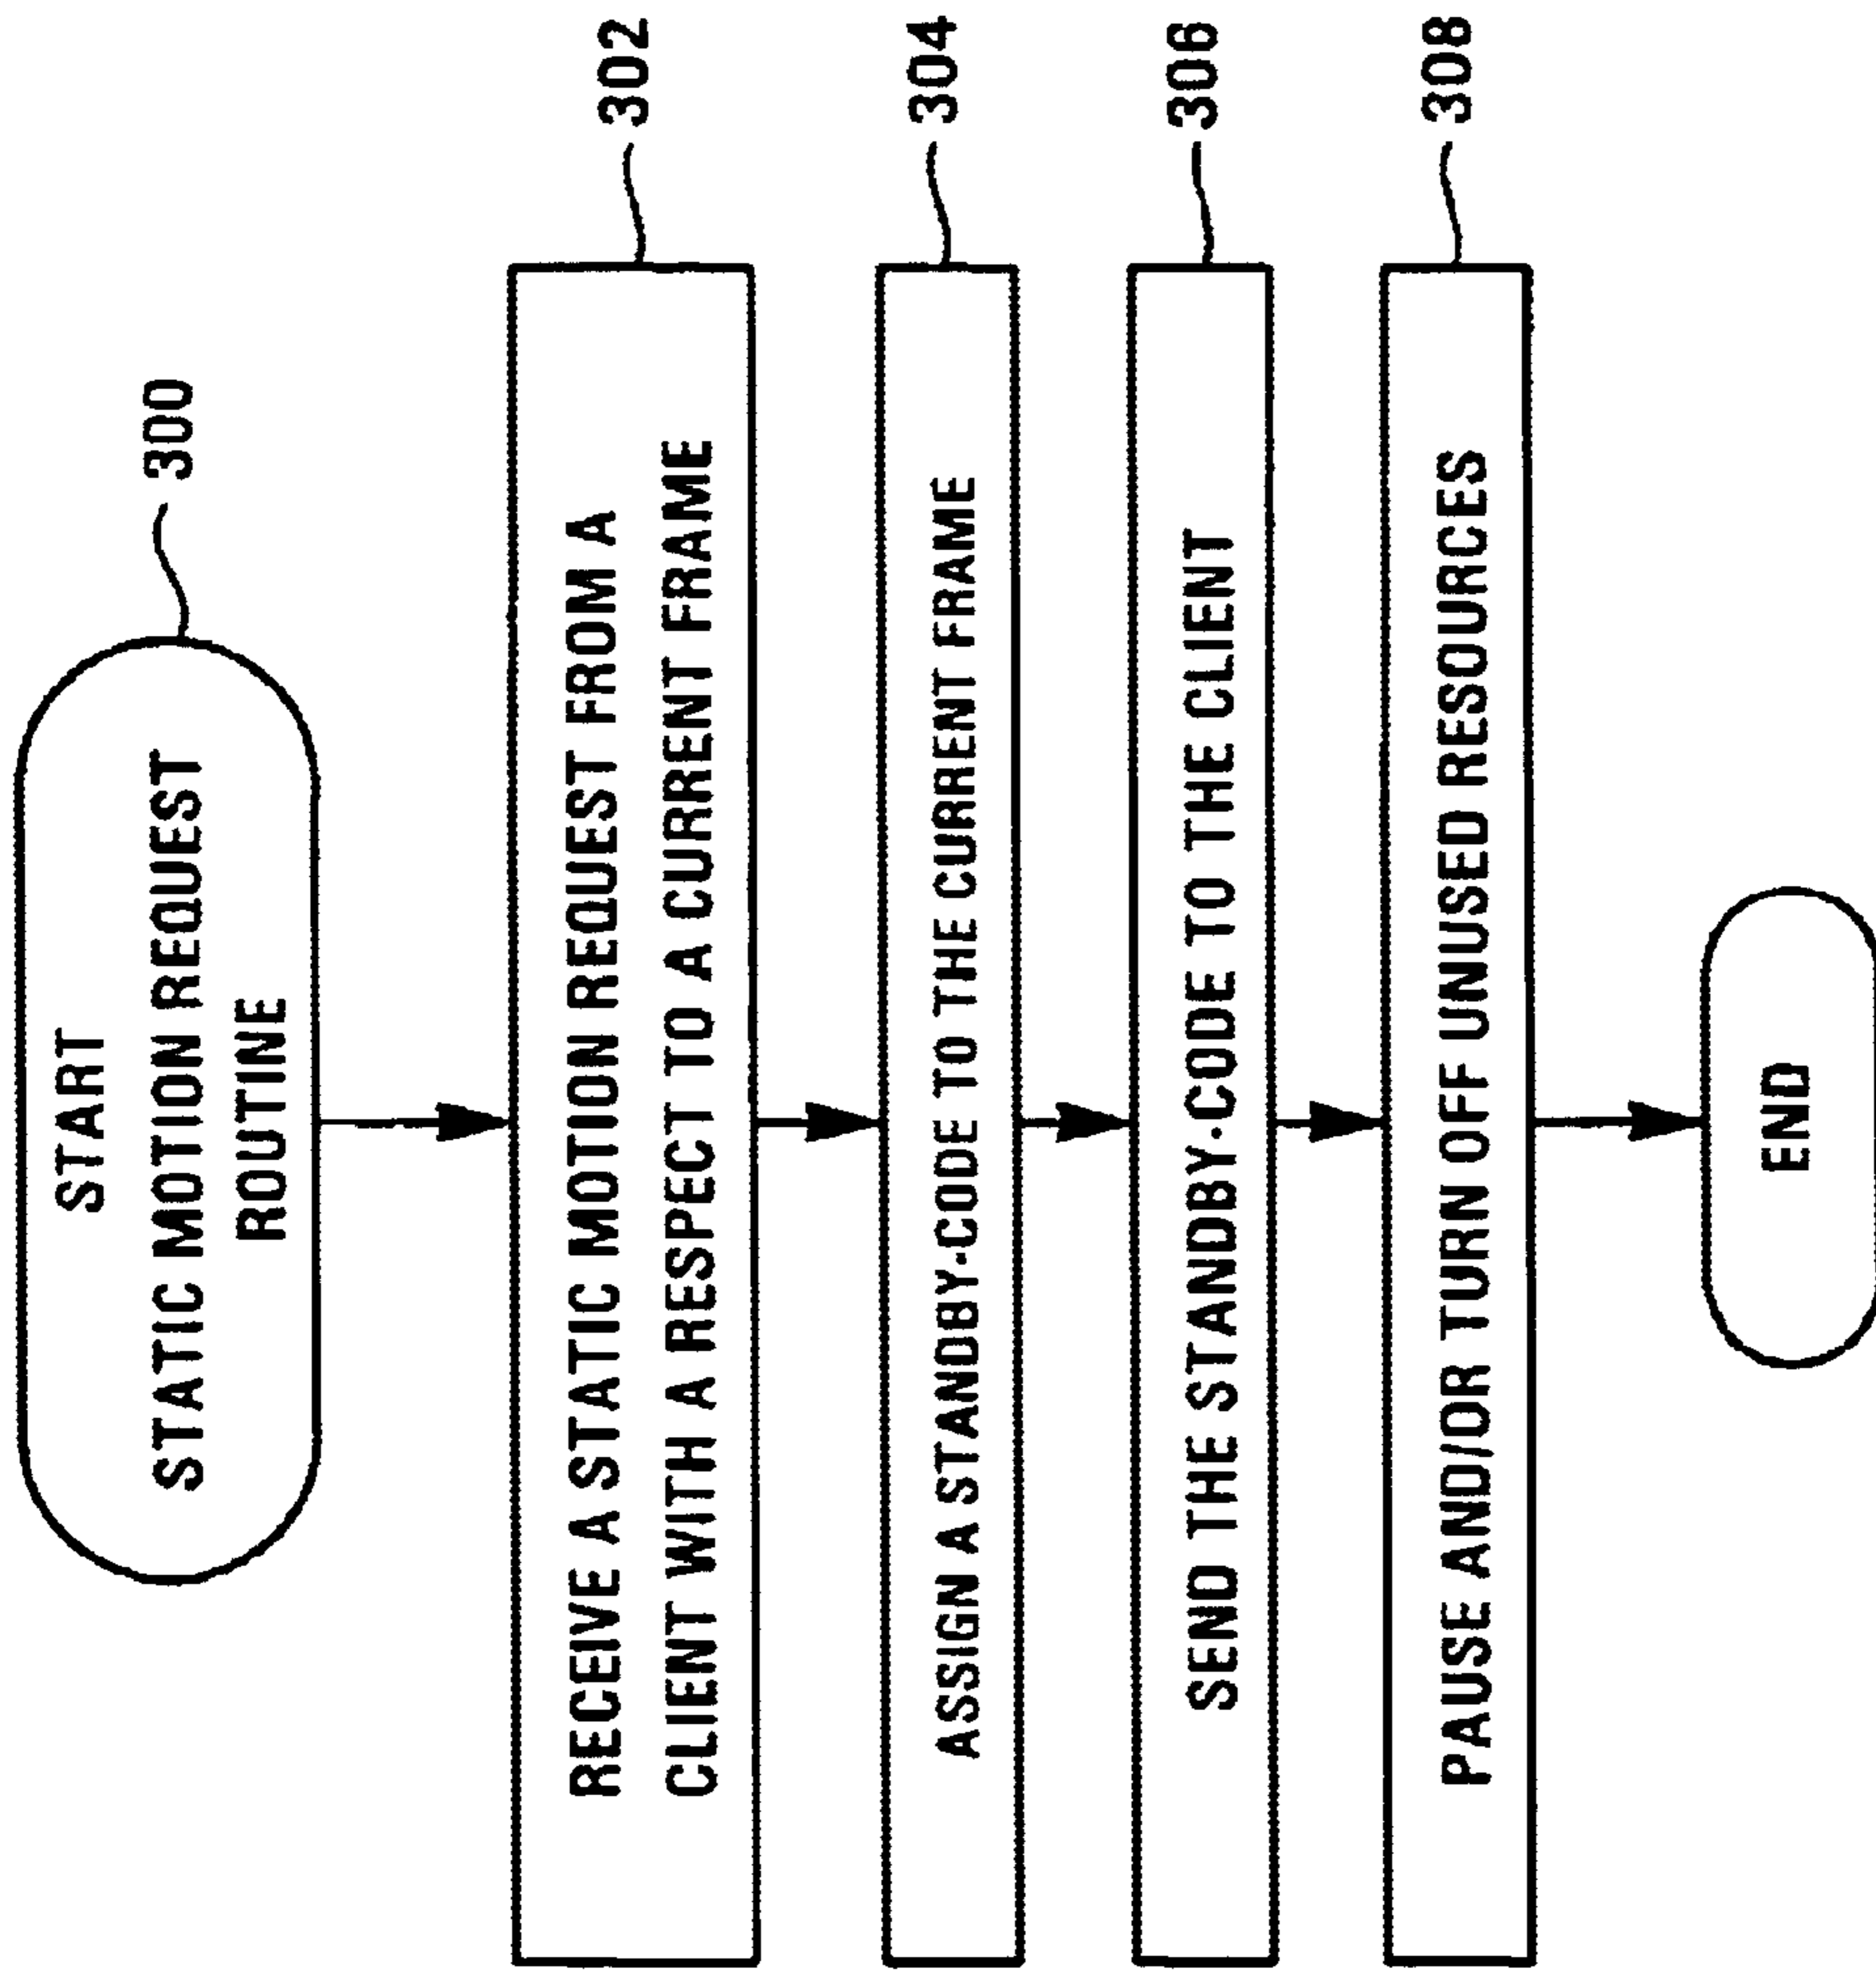 START
STATIC MOTION REQUEST
ROUTINE
300
RECEIVE A STATIC MOTION REQUEST FROM A
CLIENT WITH A RESPECT TO A CURRENT FRAME
302
ASSIGN A STANDBY-CODE TO THE CURRENT FRAME
304
SEND THE STANDBY-CODE TO THE CLIENT
306
PAUSE AND/OR TURN OFF UNUSED RESOURCES
308
END